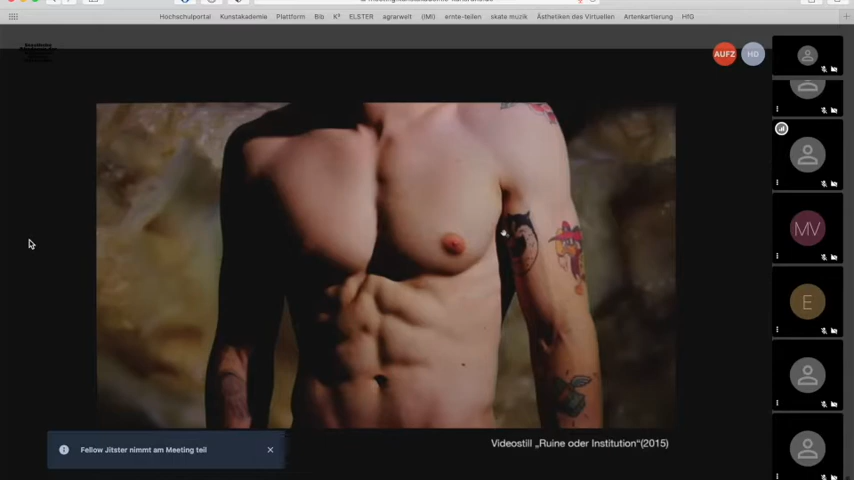 Hochschulportal Kunstakademie Plattform Bib K³ ELSTER agrarwelt (IMI) ernte-teilen skate muzik Ästhetiken des Virtuellen Artenkartierung HfG
AUFZ HD
MV
E
Fellow Jitster nimmt am Meeting teil
Videostill „Ruine oder Institution“(2015)